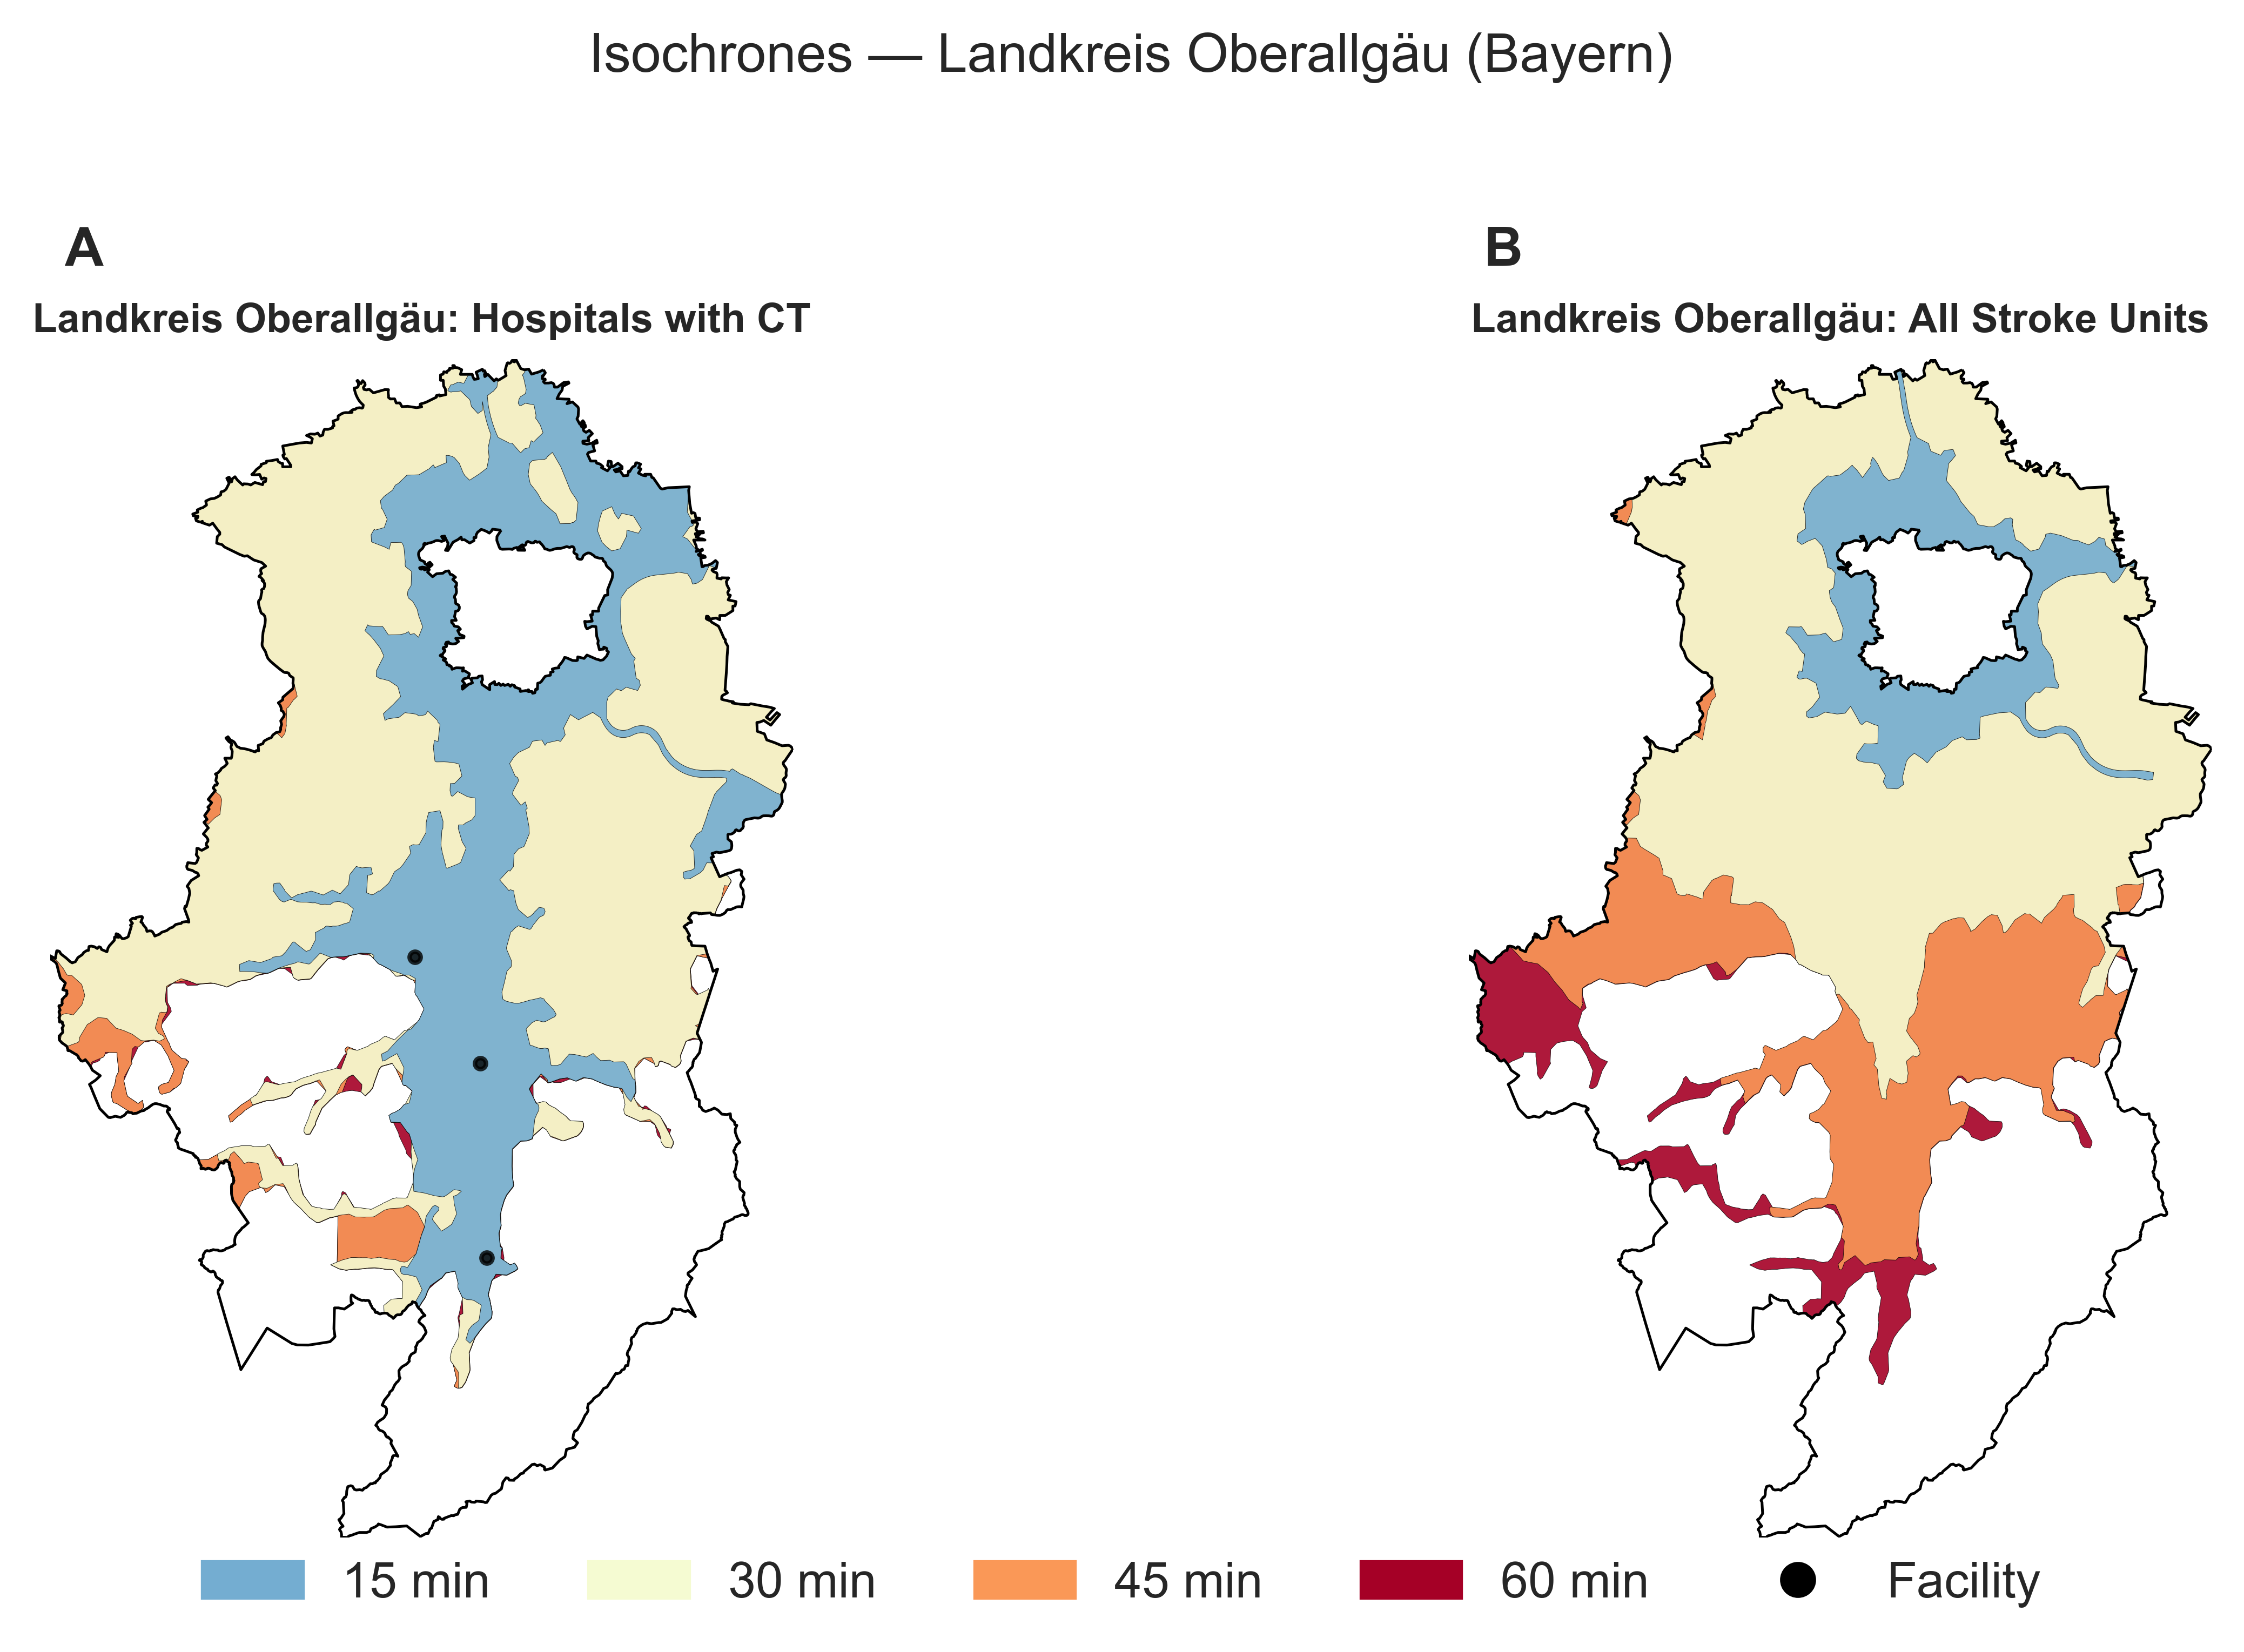 Isochrones — Landkreis Oberallgäu (Bayern)
A
Landkreis Oberallgäu: Hospitals with CT
B
Landkreis Oberallgäu: All Stroke Units
15 min
30 min
45 min
60 min
Facility